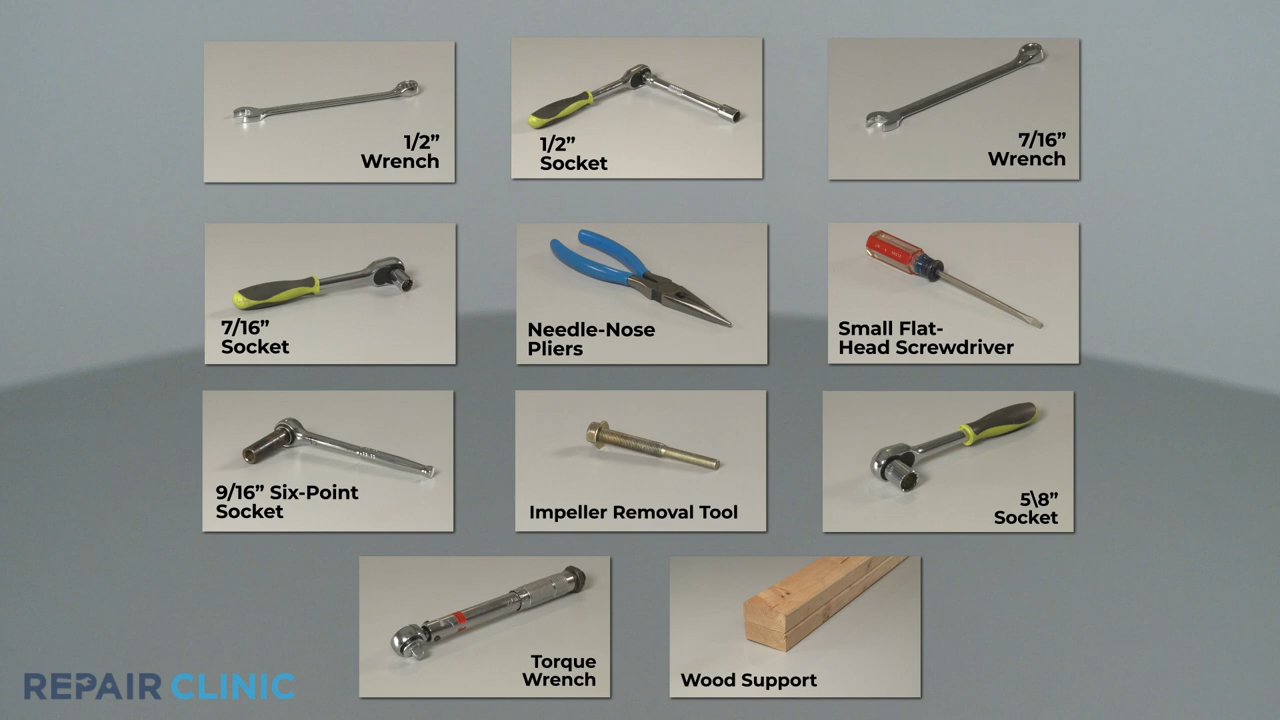 1/2”
Wrench
1/2”
Socket
7/16”
Wrench
7/16”
Socket
Needle-Nose
Pliers
Small Flat-
Head Screwdriver
9/16” Six-Point
Socket
Impeller Removal Tool
5\8”
Socket
Torque
Wrench
Wood Support
REPAIR CLINIC